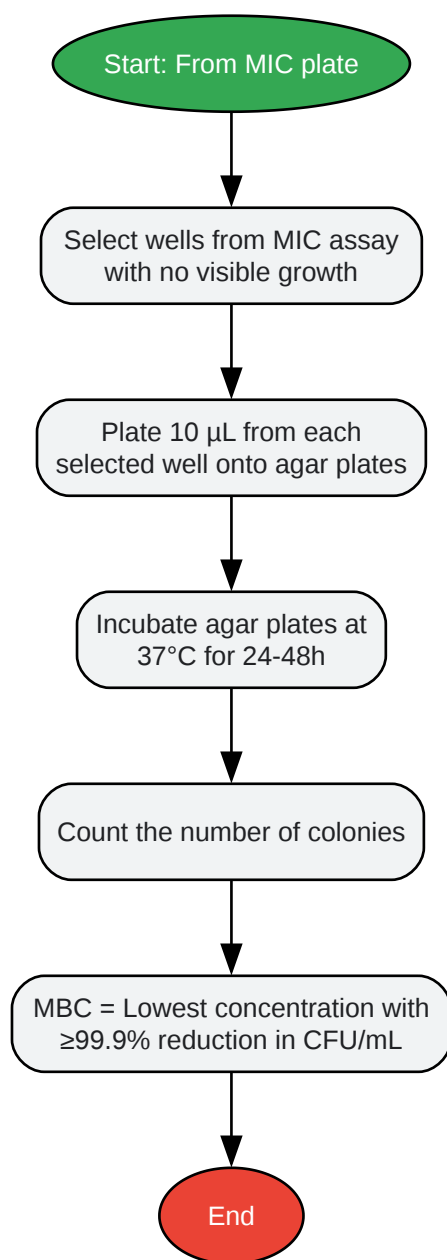 Start: From MIC plate
Select wells from MIC assay
with no visible growth
Plate 10 µL from each
selected well onto agar plates
Incubate agar plates at
37°C for 24-48h
Count the number of colonies
MBC = Lowest concentration with
≥99.9% reduction in CFU/mL
End